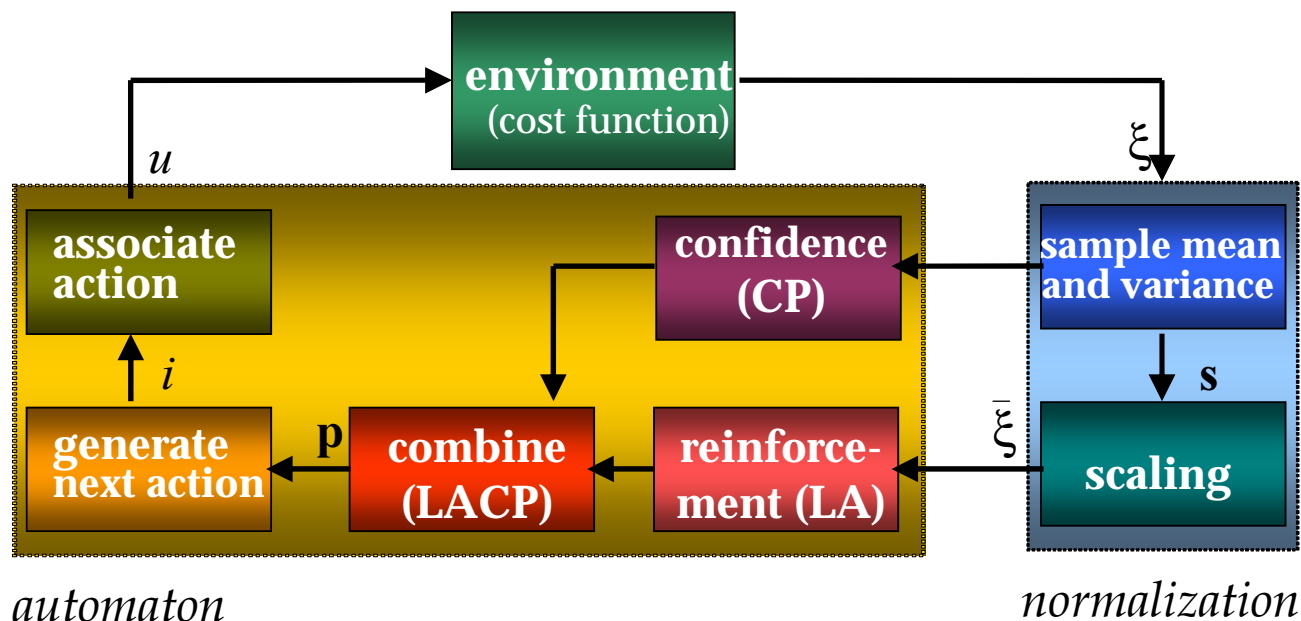 environment
(cost function)
u
ξ
associate
action
confidence
(CP)
sample mean
and variance
i
s
generate
next action
p
combine
(LACP)
reinforce-
ment (LA)
ξ̄
scaling
automaton
normalization